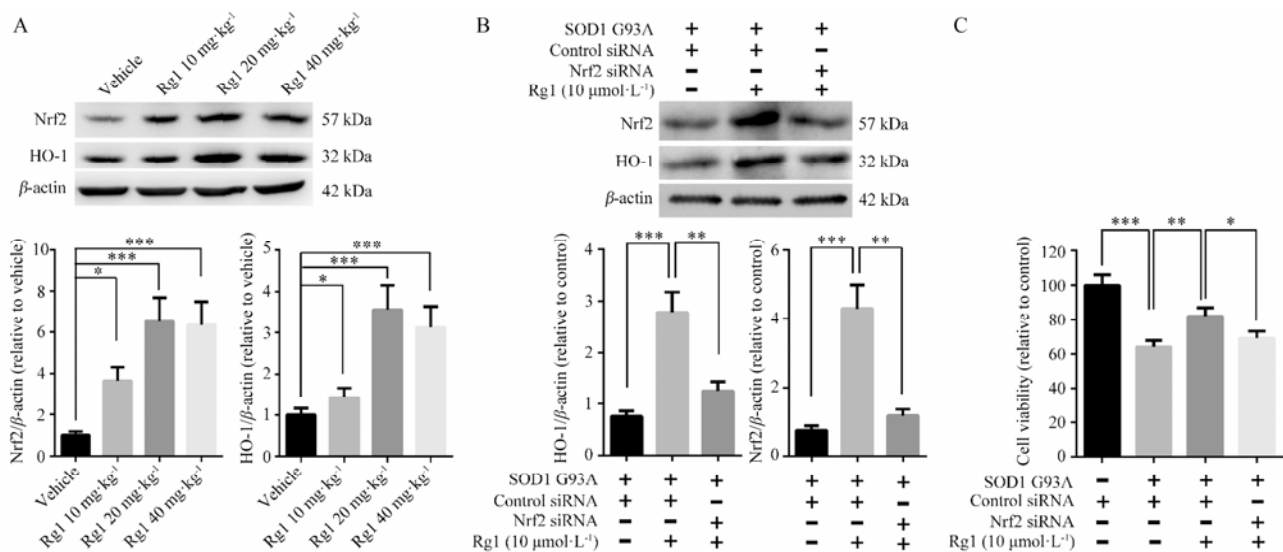 A
Vehicle
Rg1 10 mg·kg⁻¹
Rg1 20 mg·kg⁻¹
Rg1 40 mg·kg⁻¹
Nrf2 57 kDa
HO-1 32 kDa
β-actin 42 kDa
Nrf2/β-actin (relative to vehicle)
10
8
6
4
2
0
*
***
***
Vehicle
Rg1 10 mg·kg⁻¹
Rg1 20 mg·kg⁻¹
Rg1 40 mg·kg⁻¹
HO-1/β-actin (relative to vehicle)
5
4
3
2
1
0
*
***
***
Vehicle
Rg1 10 mg·kg⁻¹
Rg1 20 mg·kg⁻¹
Rg1 40 mg·kg⁻¹
B
SOD1 G93A + + +
Control siRNA + + -
Nrf2 siRNA - - +
Rg1 (10 μmol·L⁻¹) - + +
Nrf2 57 kDa
HO-1 32 kDa
β-actin 42 kDa
HO-1/β-actin (relative to control)
4
3
2
1
0
*** **
Nrf2/β-actin (relative to control)
6
4
2
0
*** **
SOD1 G93A + + + + + +
Control siRNA + + - + + -
Nrf2 siRNA - - + - - +
Rg1 (10 μmol·L⁻¹) - + + - + +
C
Cell viability (relative to control)
120
100
80
60
40
20
0
*** ** *
SOD1 G93A - + + +
Control siRNA + + + -
Nrf2 siRNA - - - +
Rg1 (10 μmol·L⁻¹) - - + +